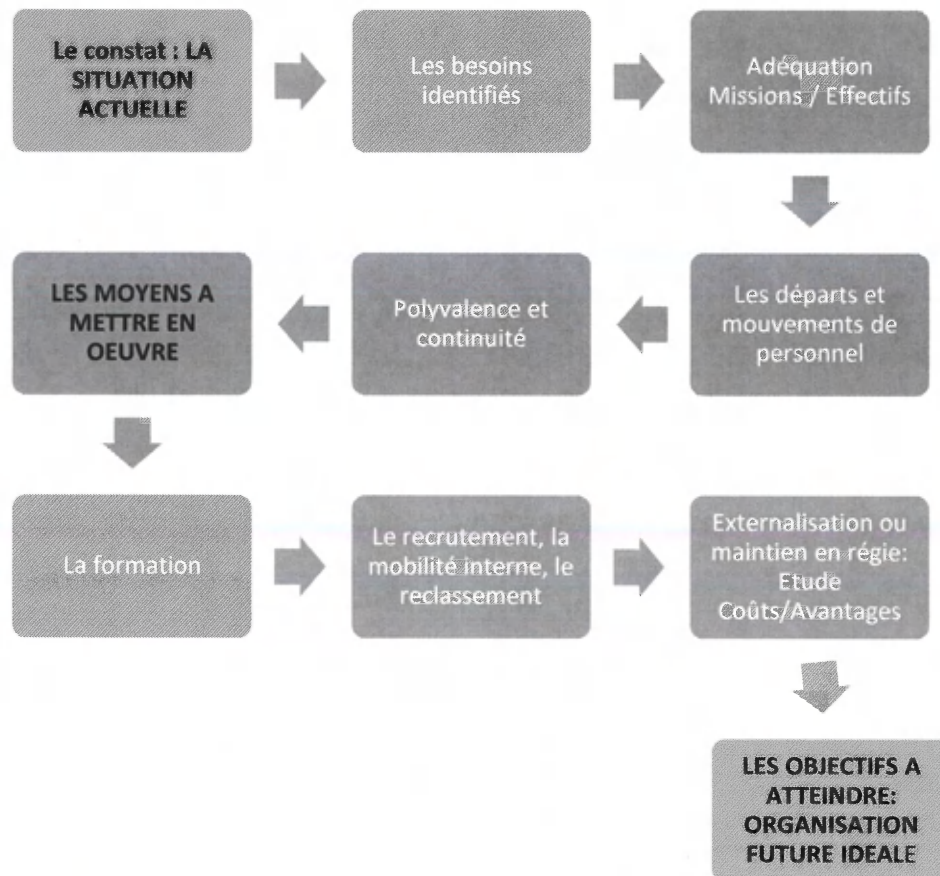 Le constat : LA
SITUATION
ACTUELLE
Les besoins
identifiés
Adéquation
Missions / Effectifs
Les départs et
mouvements de
personnel
Polyvalence et
continuité
LES MOYENS A
METTRE EN
OEUVRE
La formation
Le recrutement, la
mobilité interne, le
reclassement
Externalisation ou
maintien en régie:
Etude
Coûts/Avantages
LES OBJECTIFS A
ATTEINDRE:
ORGANISATION
FUTURE IDEALE